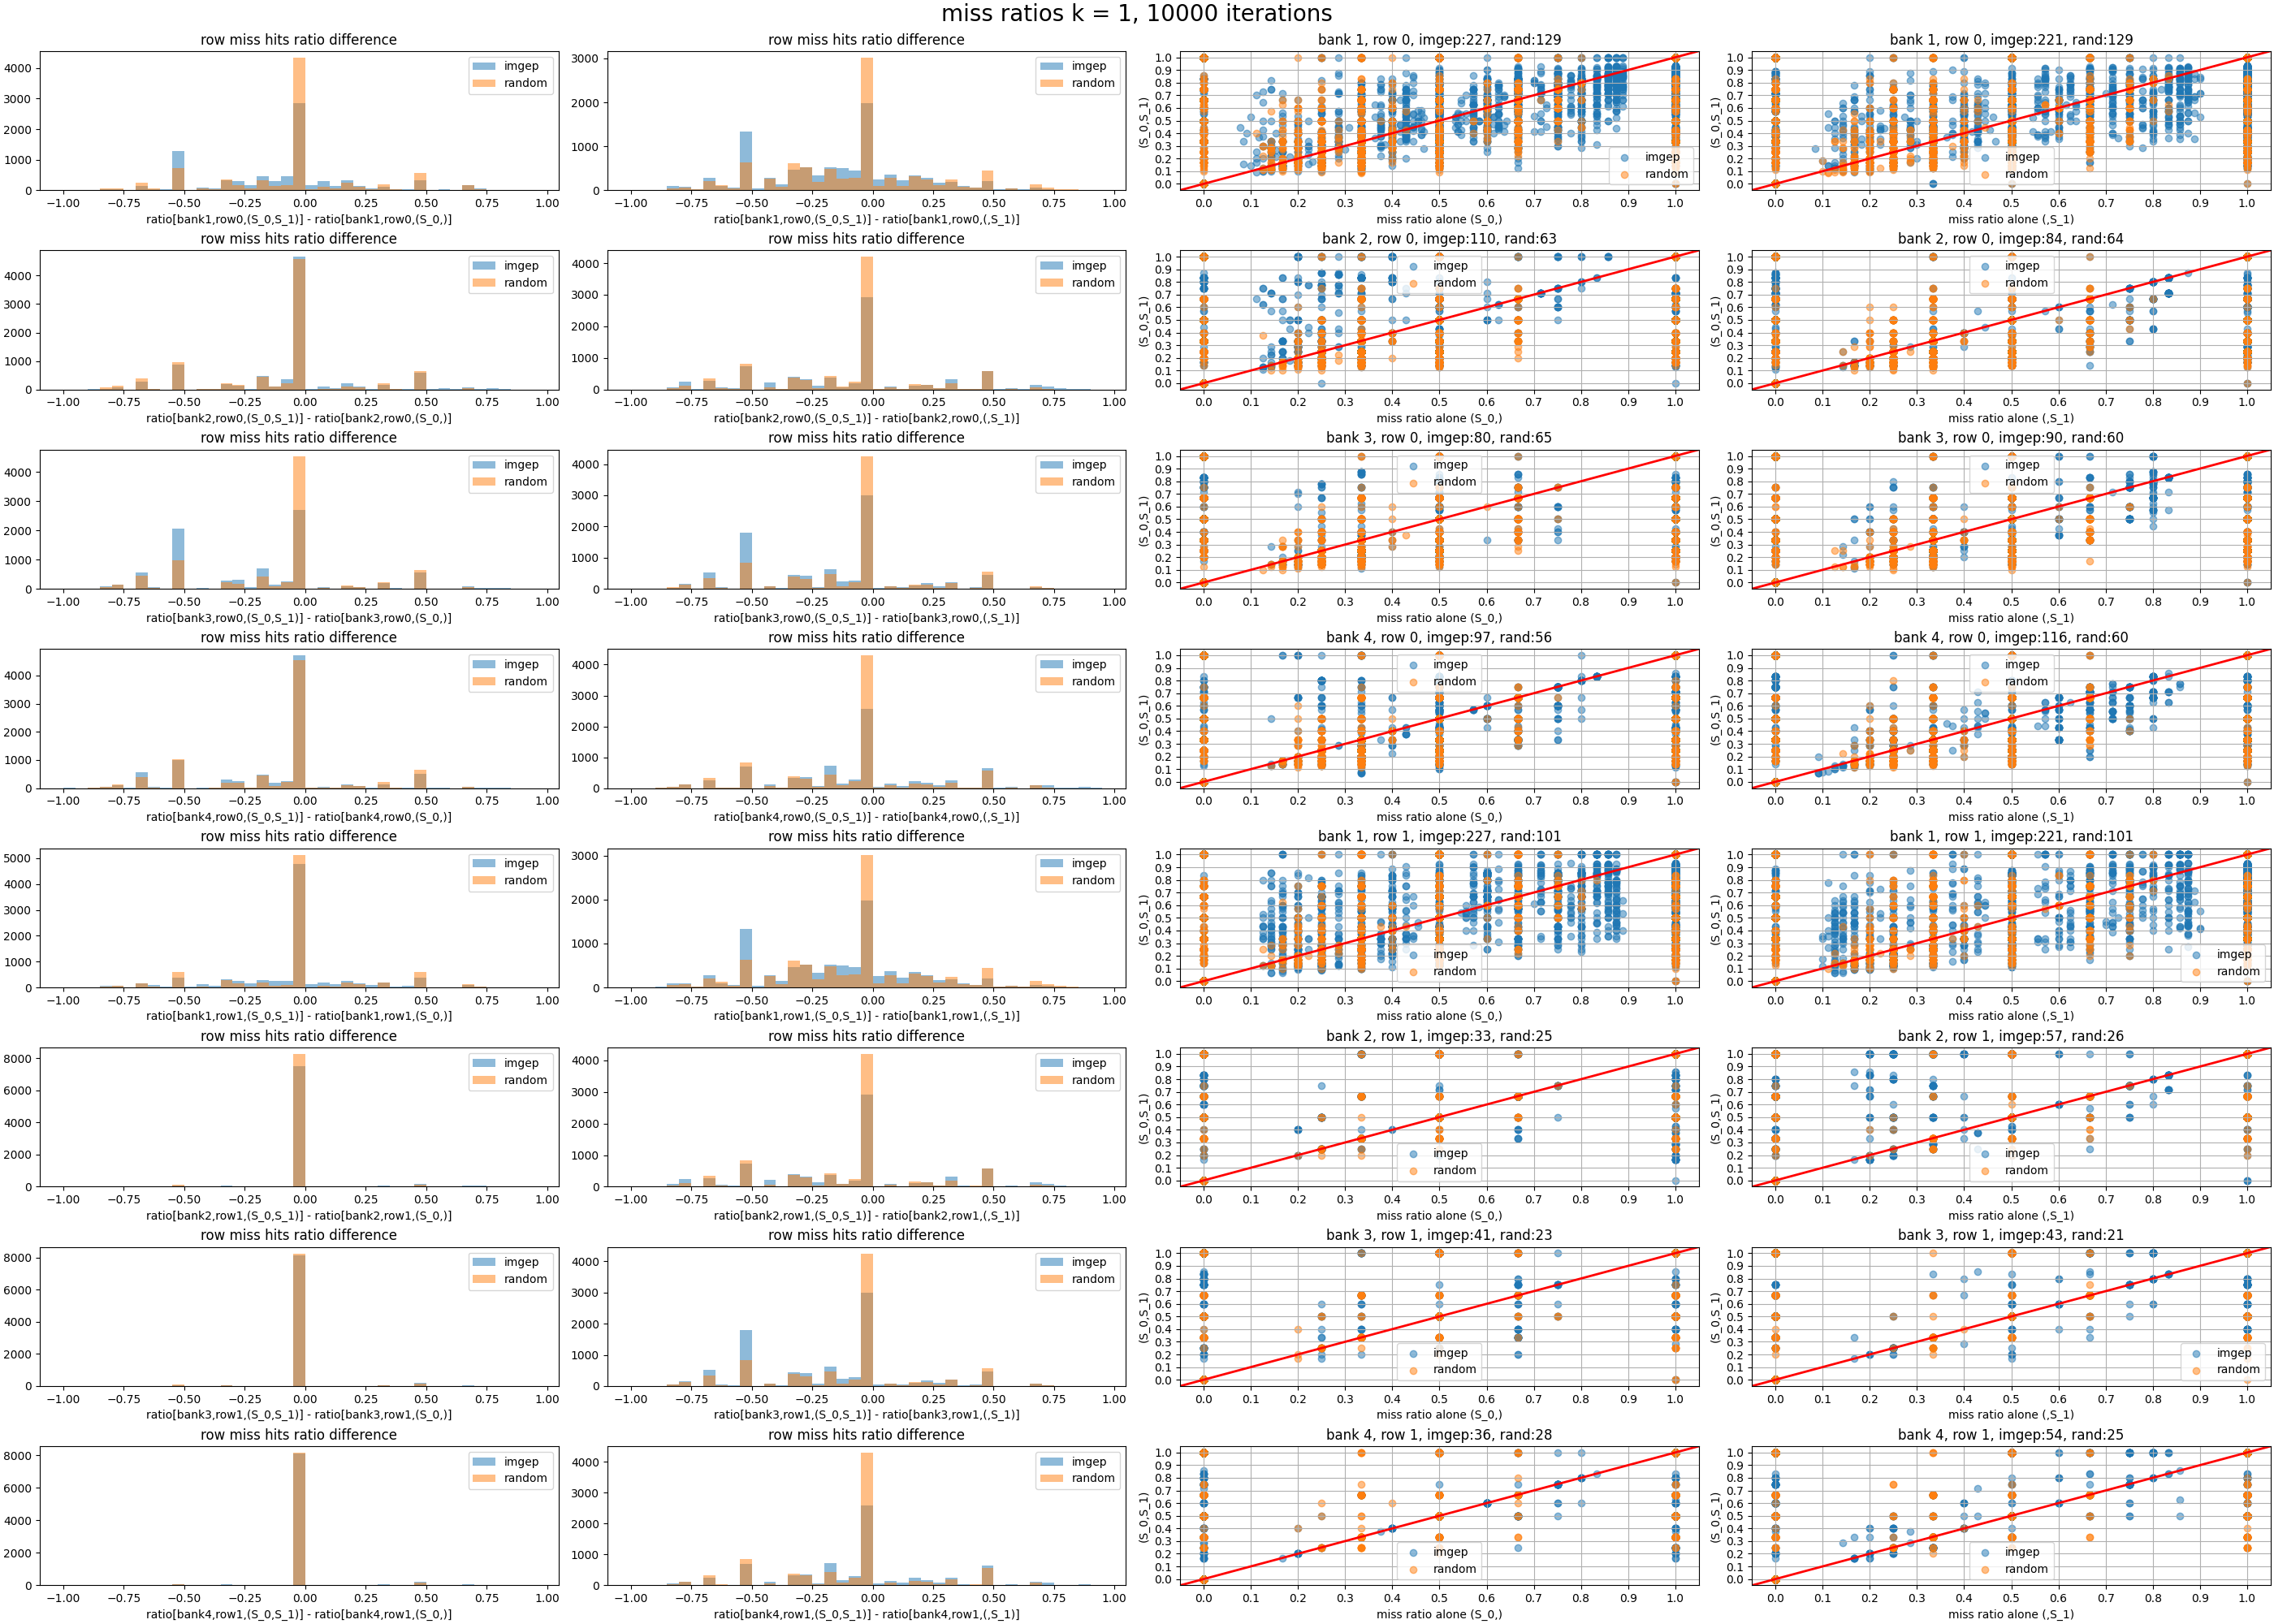 miss ratios k = 1, 10000 iterations
row miss hits ratio difference
imgep
random
ratio[bank1,row0,(S_0,S_1)] - ratio[bank1,row0,(S_0,)]
row miss hits ratio difference
imgep
random
ratio[bank1,row0,(S_0,S_1)] - ratio[bank1,row0,(,S_1)]
bank 1, row 0, imgep:227, rand:129
(S_0,S_1)
imgep
random
miss ratio alone (S_0,)
bank 1, row 0, imgep:221, rand:129
(S_0,S_1)
imgep
random
miss ratio alone (,S_1)
row miss hits ratio difference
imgep
random
ratio[bank2,row0,(S_0,S_1)] - ratio[bank2,row0,(S_0,)]
row miss hits ratio difference
imgep
random
ratio[bank2,row0,(S_0,S_1)] - ratio[bank2,row0,(,S_1)]
bank 2, row 0, imgep:110, rand:63
(S_0,S_1)
imgep
random
miss ratio alone (S_0,)
bank 2, row 0, imgep:84, rand:64
(S_0,S_1)
imgep
random
miss ratio alone (,S_1)
row miss hits ratio difference
imgep
random
ratio[bank3,row0,(S_0,S_1)] - ratio[bank3,row0,(S_0,)]
row miss hits ratio difference
imgep
random
ratio[bank3,row0,(S_0,S_1)] - ratio[bank3,row0,(,S_1)]
bank 3, row 0, imgep:80, rand:65
(S_0,S_1)
imgep
random
miss ratio alone (S_0,)
bank 3, row 0, imgep:90, rand:60
(S_0,S_1)
imgep
random
miss ratio alone (,S_1)
row miss hits ratio difference
imgep
random
ratio[bank4,row0,(S_0,S_1)] - ratio[bank4,row0,(S_0,)]
row miss hits ratio difference
imgep
random
ratio[bank4,row0,(S_0,S_1)] - ratio[bank4,row0,(,S_1)]
bank 4, row 0, imgep:97, rand:56
(S_0,S_1)
imgep
random
miss ratio alone (S_0,)
bank 4, row 0, imgep:116, rand:60
(S_0,S_1)
imgep
random
miss ratio alone (,S_1)
row miss hits ratio difference
imgep
random
ratio[bank1,row1,(S_0,S_1)] - ratio[bank1,row1,(S_0,)]
row miss hits ratio difference
imgep
random
ratio[bank1,row1,(S_0,S_1)] - ratio[bank1,row1,(,S_1)]
bank 1, row 1, imgep:227, rand:101
(S_0,S_1)
imgep
random
miss ratio alone (S_0,)
bank 1, row 1, imgep:221, rand:101
(S_0,S_1)
imgep
random
miss ratio alone (,S_1)
row miss hits ratio difference
imgep
random
ratio[bank2,row1,(S_0,S_1)] - ratio[bank2,row1,(S_0,)]
row miss hits ratio difference
imgep
random
ratio[bank2,row1,(S_0,S_1)] - ratio[bank2,row1,(,S_1)]
bank 2, row 1, imgep:33, rand:25
(S_0,S_1)
imgep
random
miss ratio alone (S_0,)
bank 2, row 1, imgep:57, rand:26
(S_0,S_1)
imgep
random
miss ratio alone (,S_1)
row miss hits ratio difference
imgep
random
ratio[bank3,row1,(S_0,S_1)] - ratio[bank3,row1,(S_0,)]
row miss hits ratio difference
imgep
random
ratio[bank3,row1,(S_0,S_1)] - ratio[bank3,row1,(,S_1)]
bank 3, row 1, imgep:41, rand:23
(S_0,S_1)
imgep
random
miss ratio alone (S_0,)
bank 3, row 1, imgep:43, rand:21
(S_0,S_1)
imgep
random
miss ratio alone (,S_1)
row miss hits ratio difference
imgep
random
ratio[bank4,row1,(S_0,S_1)] - ratio[bank4,row1,(S_0,)]
row miss hits ratio difference
imgep
random
ratio[bank4,row1,(S_0,S_1)] - ratio[bank4,row1,(,S_1)]
bank 4, row 1, imgep:36, rand:28
(S_0,S_1)
imgep
random
miss ratio alone (S_0,)
bank 4, row 1, imgep:54, rand:25
(S_0,S_1)
imgep
random
miss ratio alone (,S_1)